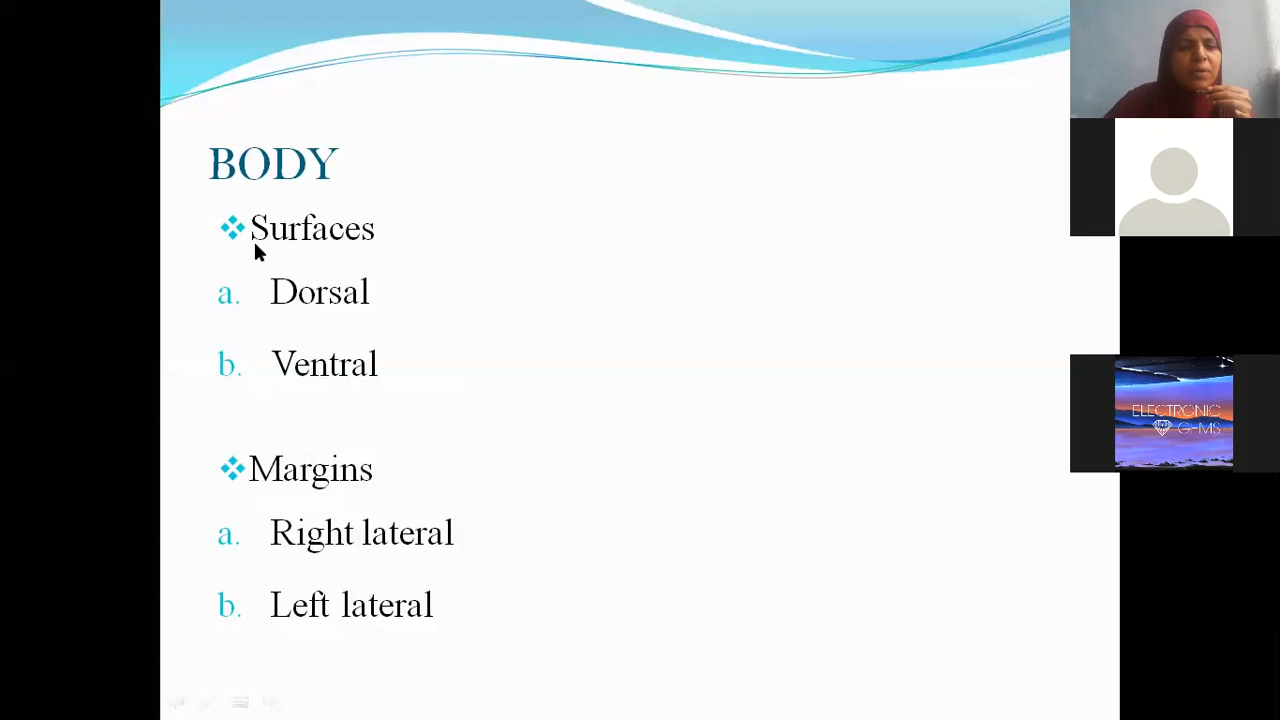 BODY
Surfaces
a. Dorsal
b. Ventral
Margins
a. Right lateral
b. Left lateral
ELECTRONIC
GEMS